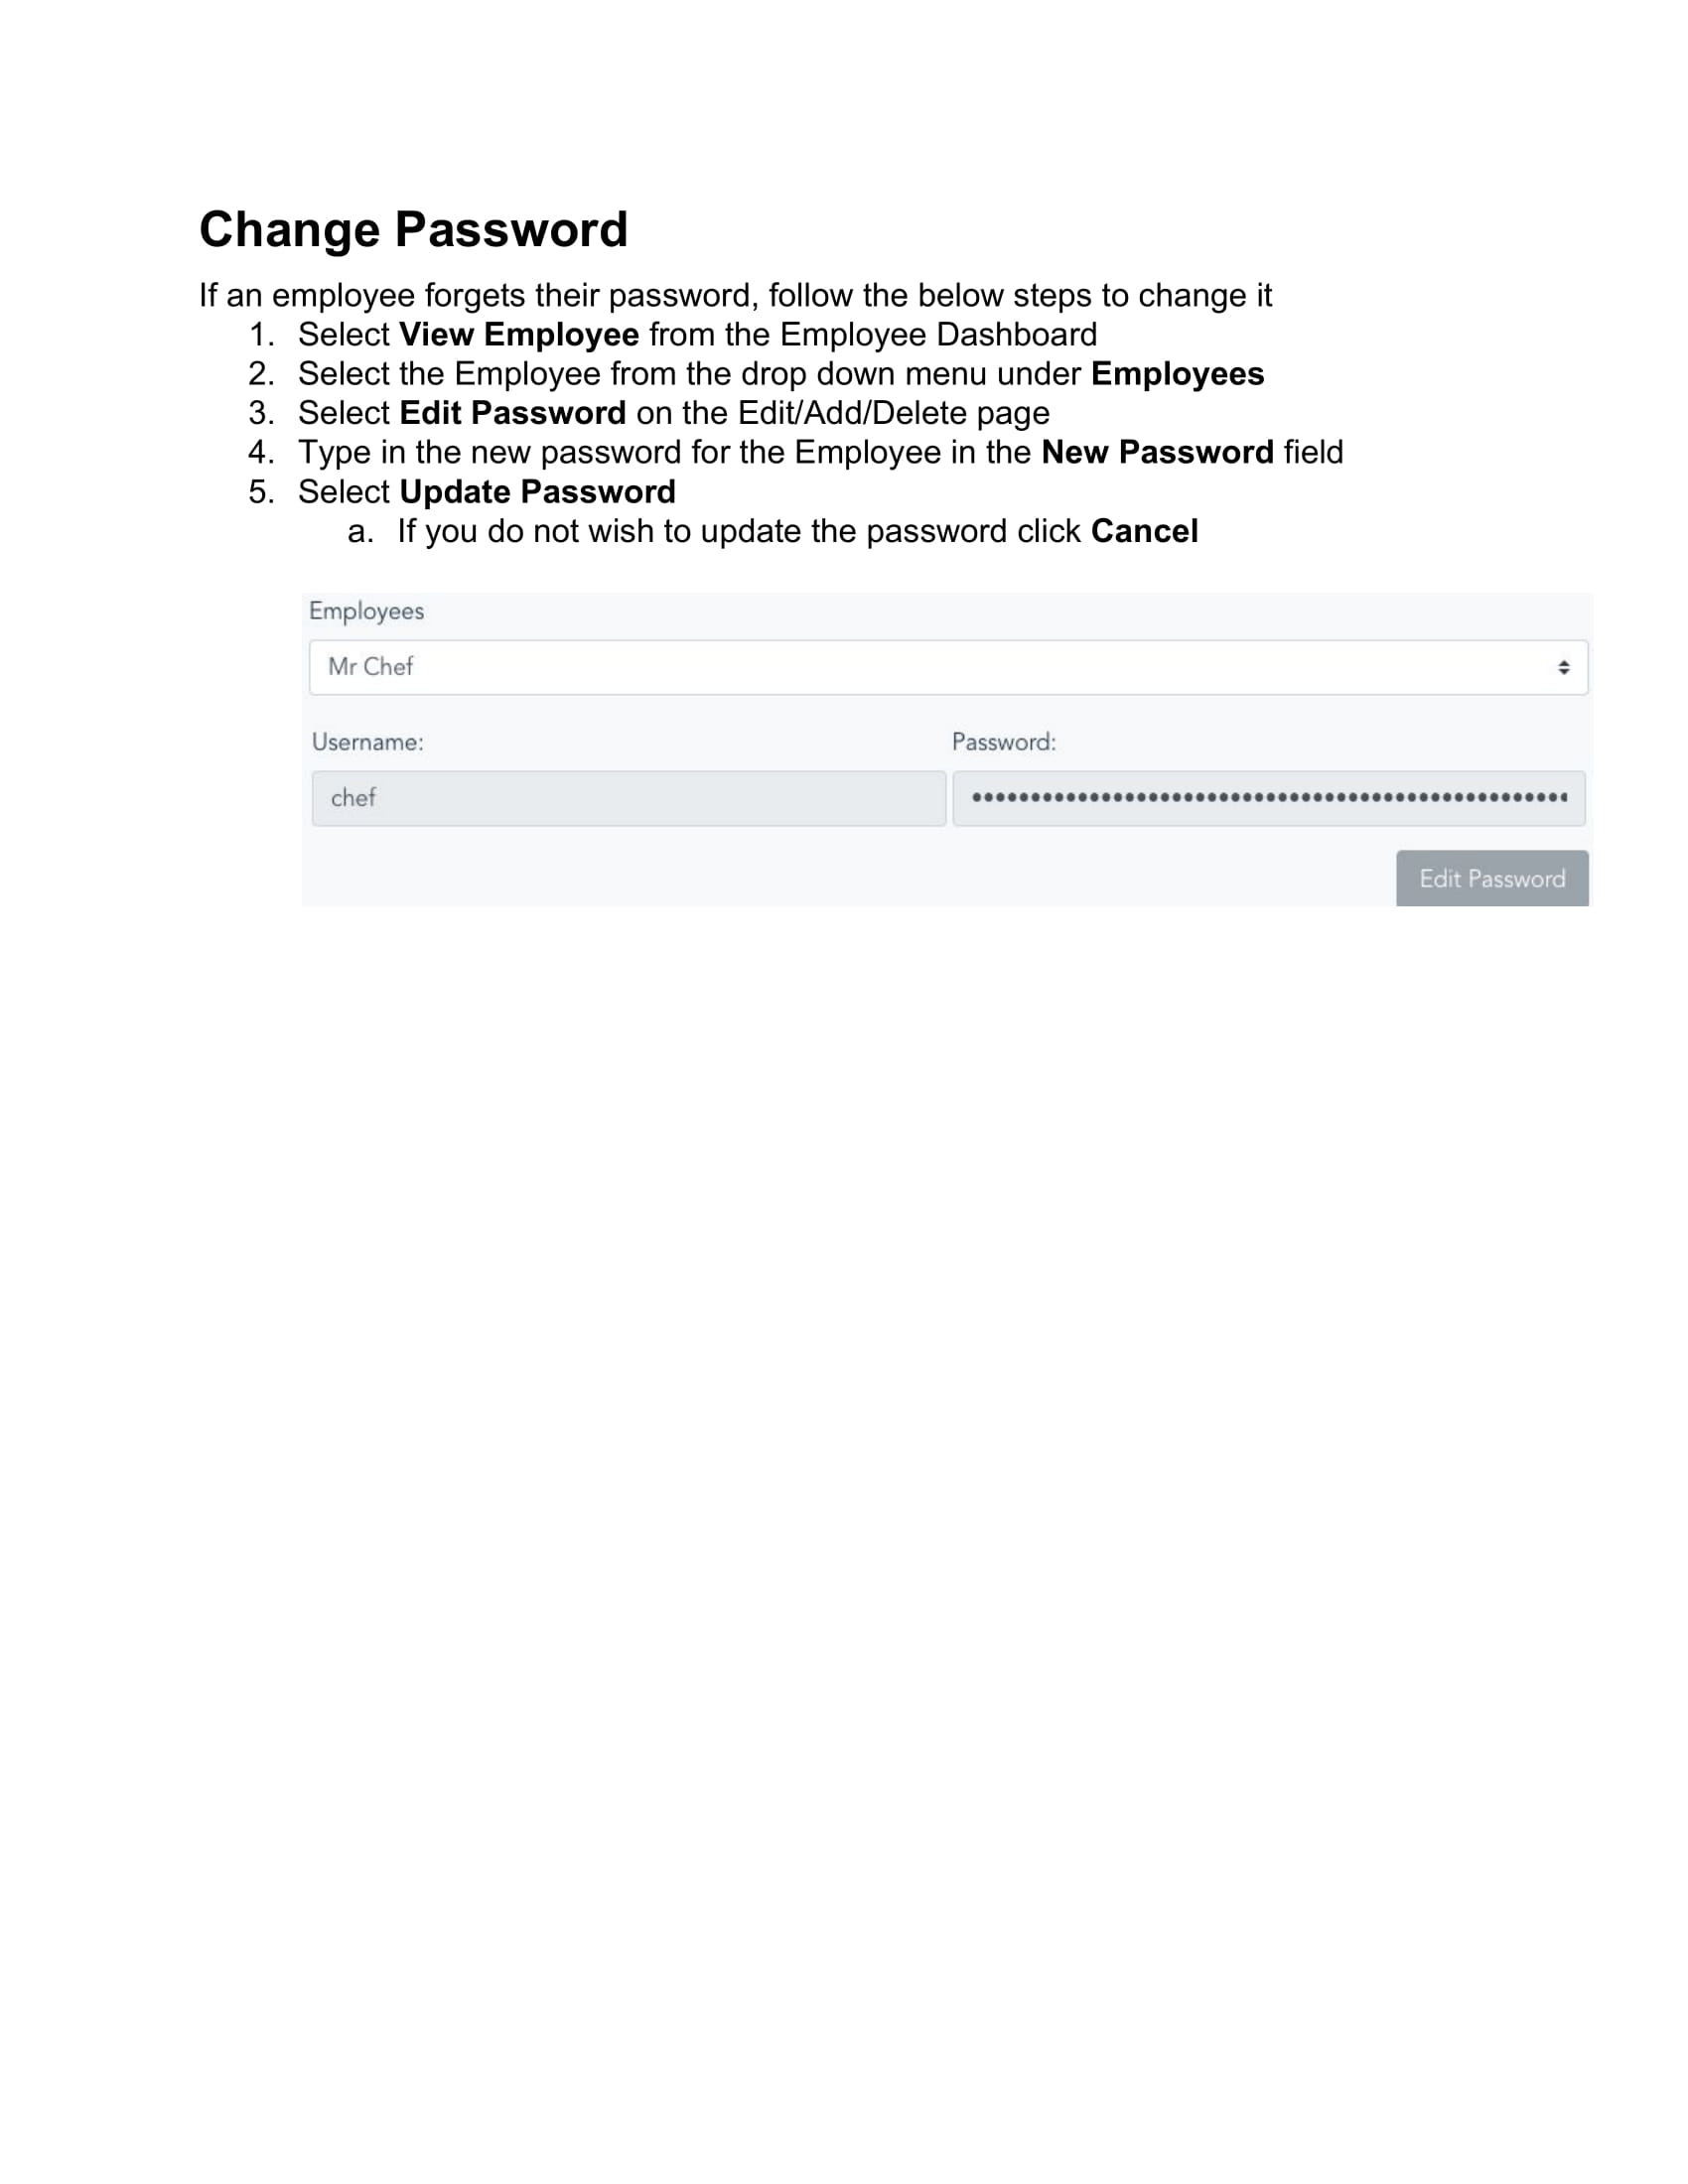 Change Password
If an employee forgets their password, follow the below steps to change it
1. Select View Employee from the Employee Dashboard
2. Select the Employee from the drop down menu under Employees
3. Select Edit Password on the Edit/Add/Delete page
4. Type in the new password for the Employee in the New Password field
5. Select Update Password
a. If you do not wish to update the password click Cancel
Employees
Mr Chef
Username: Password:
chef
Edit Password